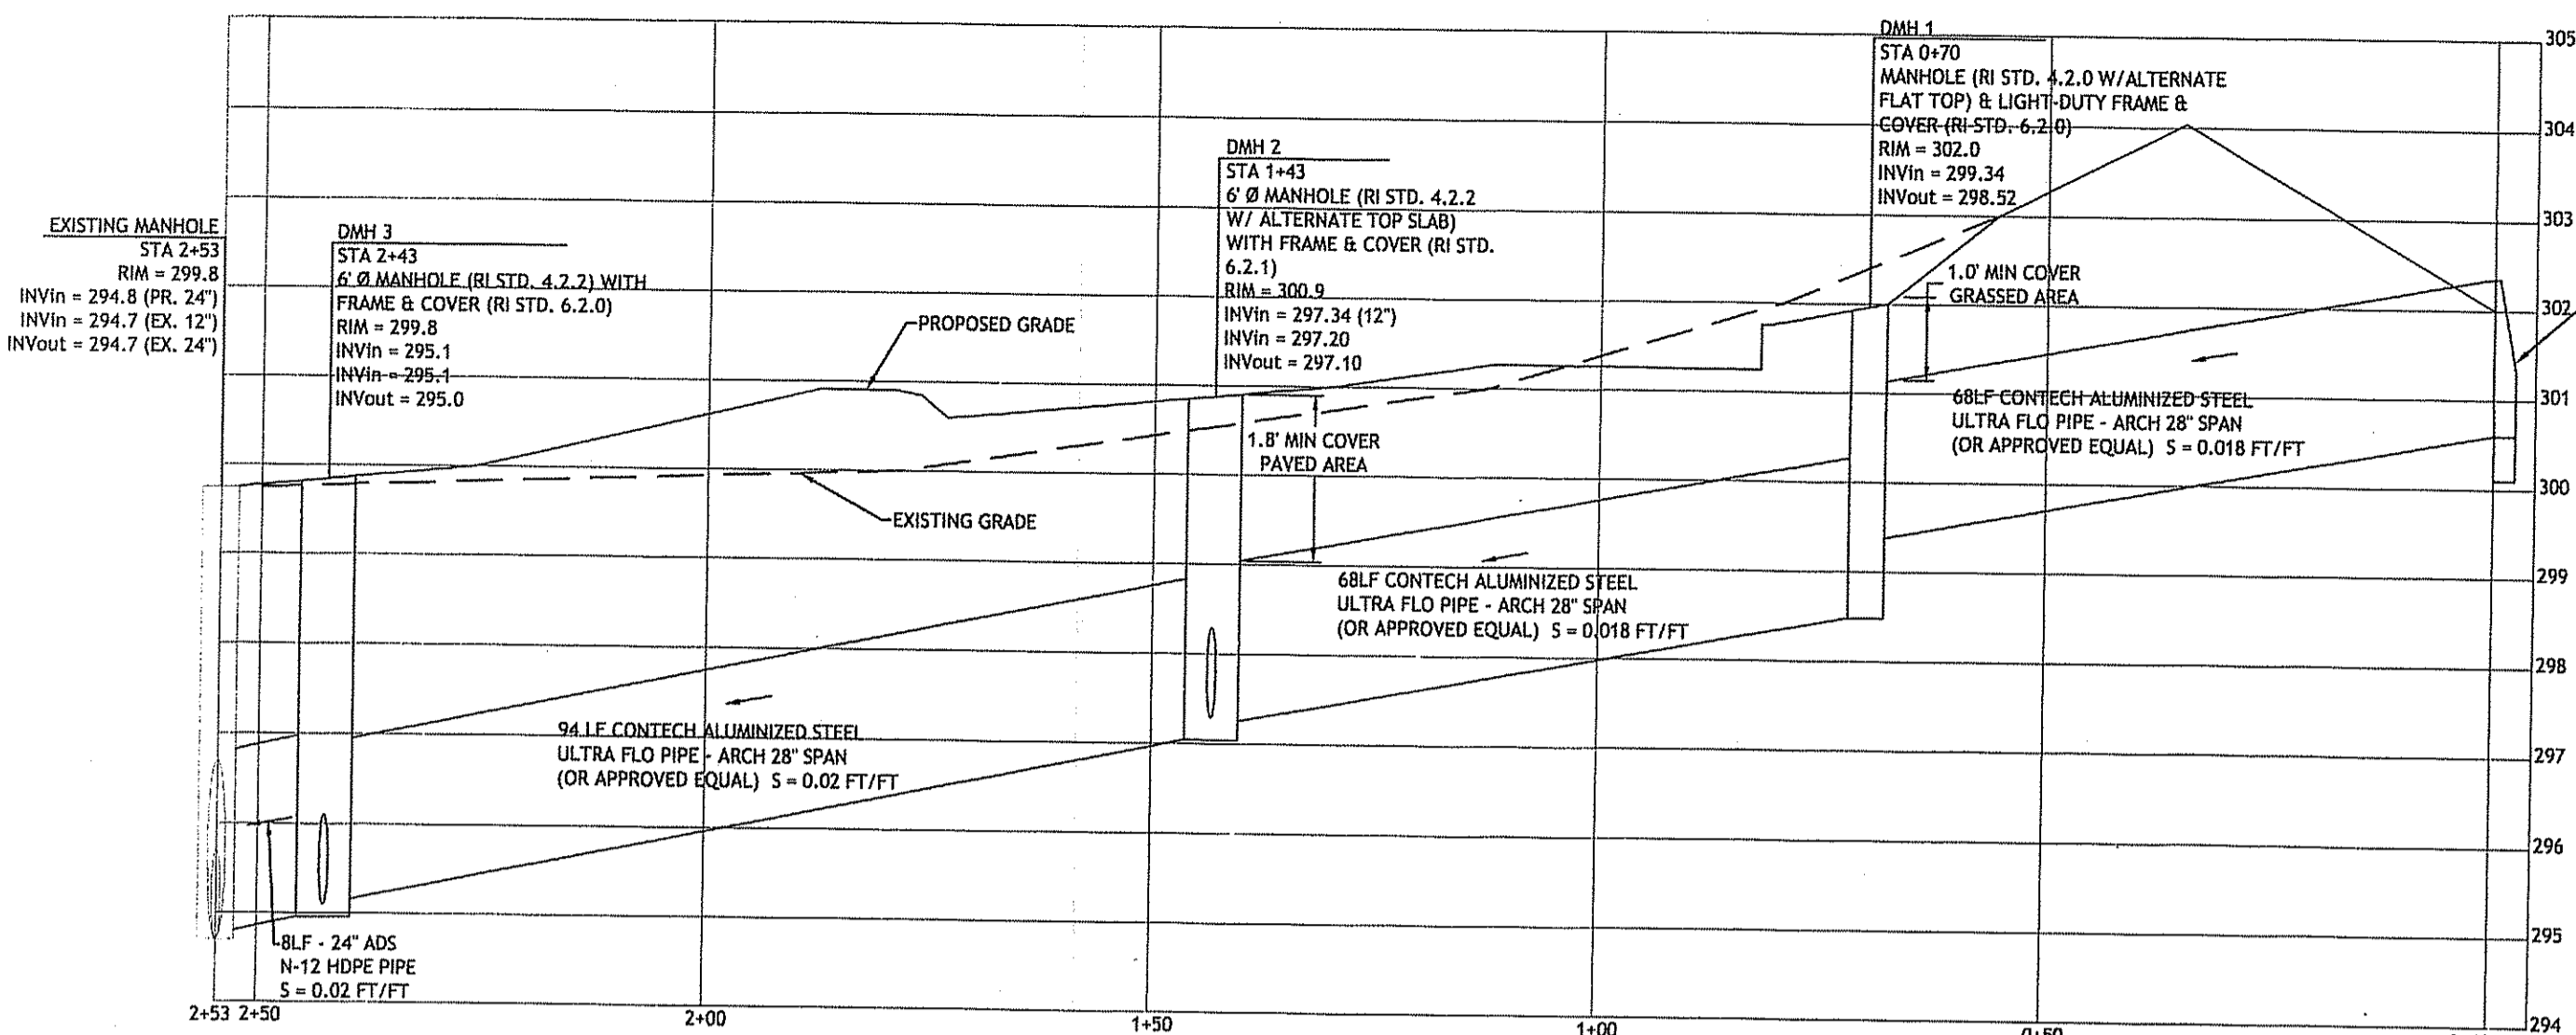 DMH 1
STA 0+70
MANHOLE (RI STD. 4.2.0 W/ALTERNATE
FLAT TOP) & LIGHT-DUTY FRAME &
COVER (RI STD. 6.2.0)
RIM = 302.0
INVin = 299.34
INVout = 298.52
DMH 2
STA 1+43
6' Ø MANHOLE (RI STD. 4.2.2
W/ ALTERNATE TOP SLAB)
WITH FRAME & COVER (RI STD.
6.2.1)
RIM = 300.9
INVin = 297.34 (12")
INVin = 297.20
INVout = 297.10
EXISTING MANHOLE
STA 2+53
RIM = 299.8
INVin = 294.8 (PR. 24")
INVin = 294.7 (EX. 12")
INVout = 294.7 (EX. 24")
DMH 3
STA 2+43
6' Ø MANHOLE (RI STD. 4.2.2) WITH
FRAME & COVER (RI STD. 6.2.0)
RIM = 299.8
INVin = 295.1
INVin = 295.1
INVout = 295.0
PROPOSED GRADE
EXISTING GRADE
1.0' MIN COVER
GRASSED AREA
1.8' MIN COVER
PAVED AREA
68LF CONTECH ALUMINIZED STEEL
ULTRA FLO PIPE - ARCH 28" SPAN
(OR APPROVED EQUAL) S = 0.018 FT/FT
68LF CONTECH ALUMINIZED STEEL
ULTRA FLO PIPE - ARCH 28" SPAN
(OR APPROVED EQUAL) S = 0.018 FT/FT
94 LF CONTECH ALUMINIZED STEEL
ULTRA FLO PIPE - ARCH 28" SPAN
(OR APPROVED EQUAL) S = 0.02 FT/FT
8LF - 24" ADS
N-12 HDPE PIPE
S = 0.02 FT/FT
305
304
303
302
301
300
299
298
297
296
295
294
2+53 2+50
2+00
1+50
1+00
0+50